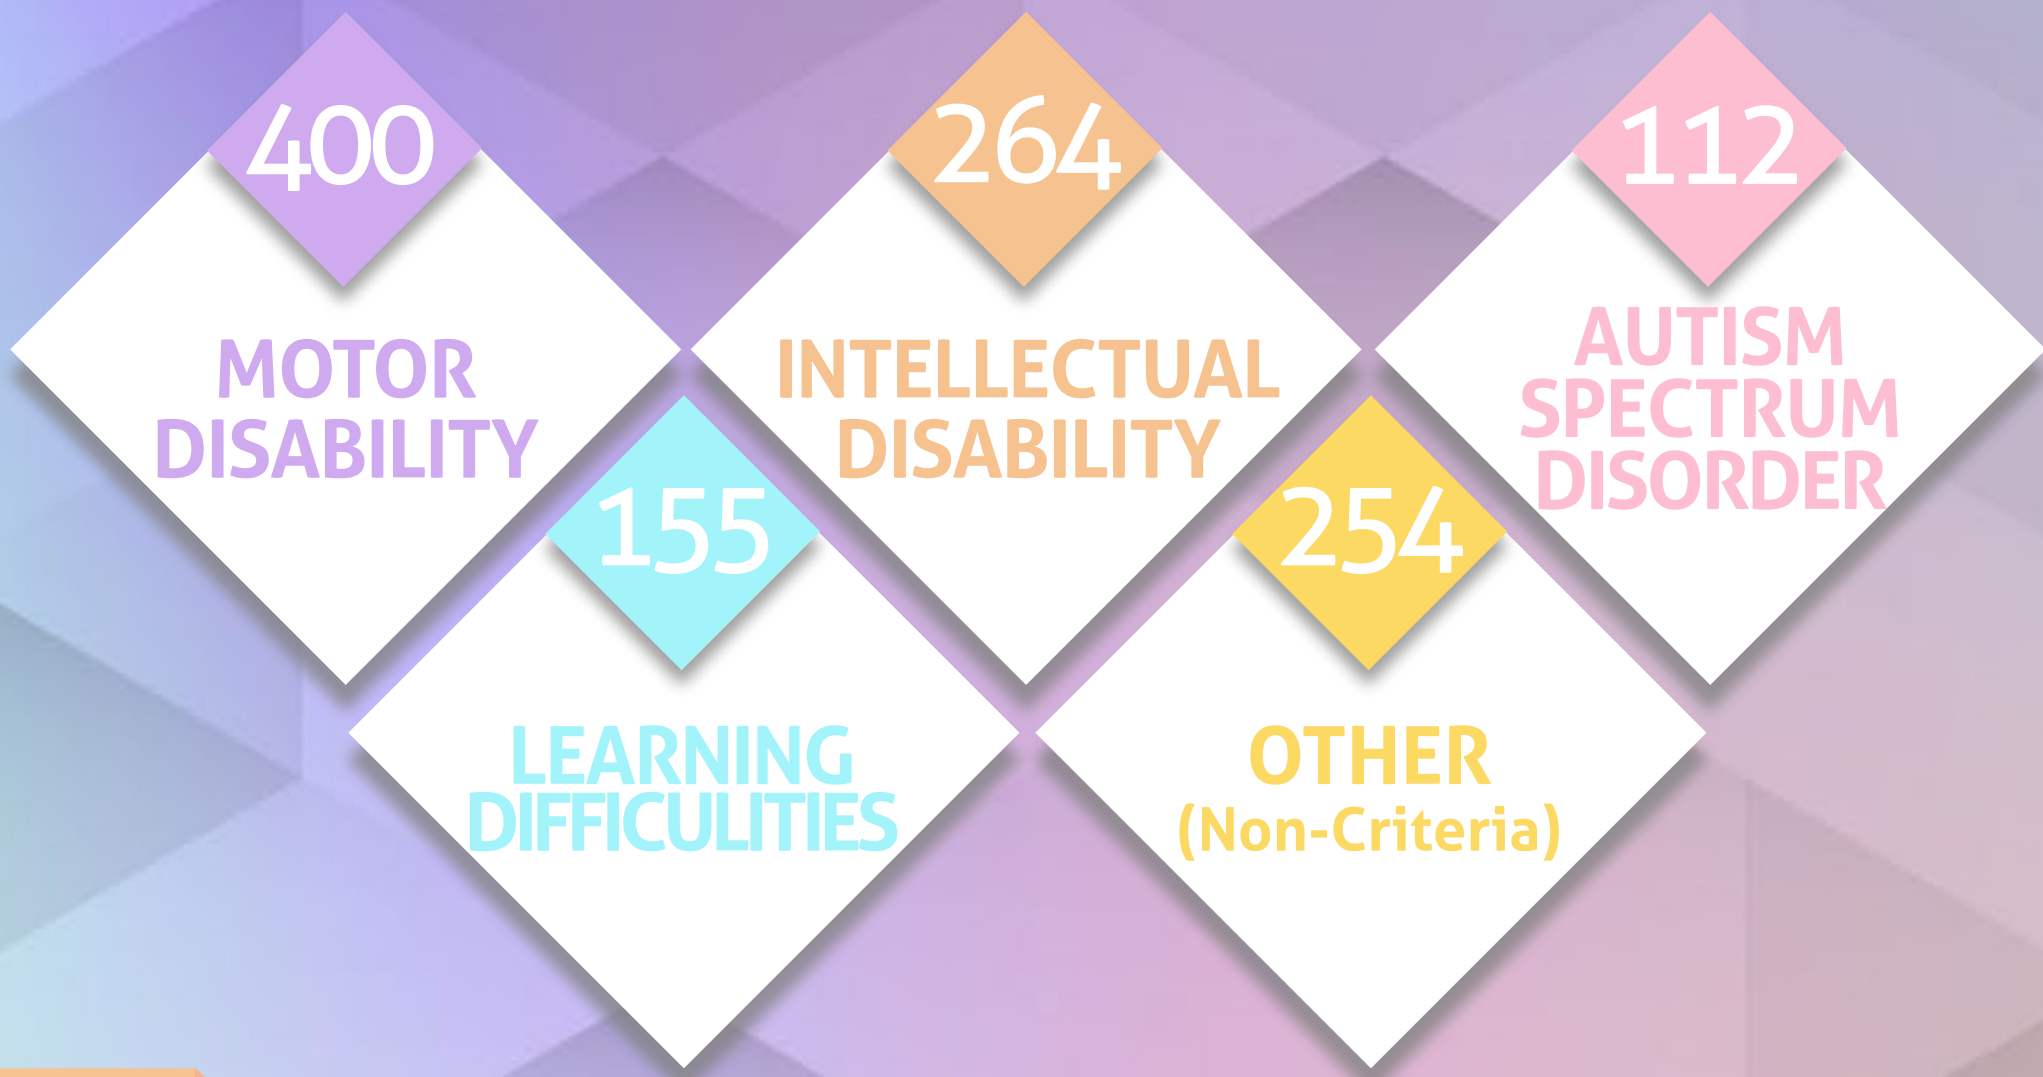 400
MOTOR
DISABILITY
264
INTELLECTUAL
DISABILITY
112
AUTISM
SPECTRUM
DISORDER
155
LEARNING
DIFFICULITIES
254
OTHER
(Non-Criteria)